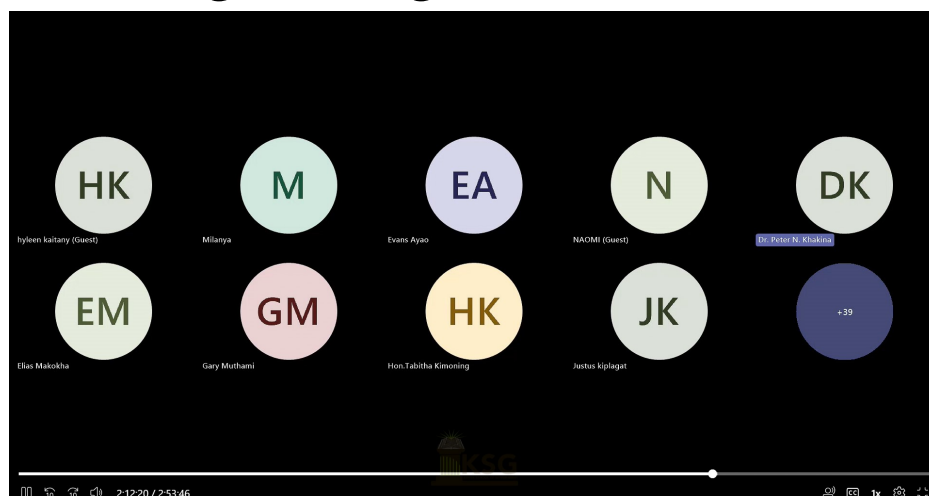 HK M EA N DK
hyleen kaitany (Guest) Milanya Evans Ayao NAOMI (Guest) Dr. Peter N. Khakina
EM GM HK JK +39
Elias Makokha Gary Muthami Hon.Tabitha Kimoning Justus kiplagat
KSG
2:12:20 / 2:53:46 CC 1x